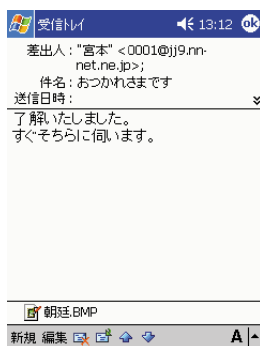 受信トレイ 13:12 ok
差出人："宮本" <0001@jj9.nn-
net.ne.jp>;
件名：おつかれさまです
送信日時：
了解いたしました。
すぐそちらに伺います。
朝廷.BMP
新規 編集 A